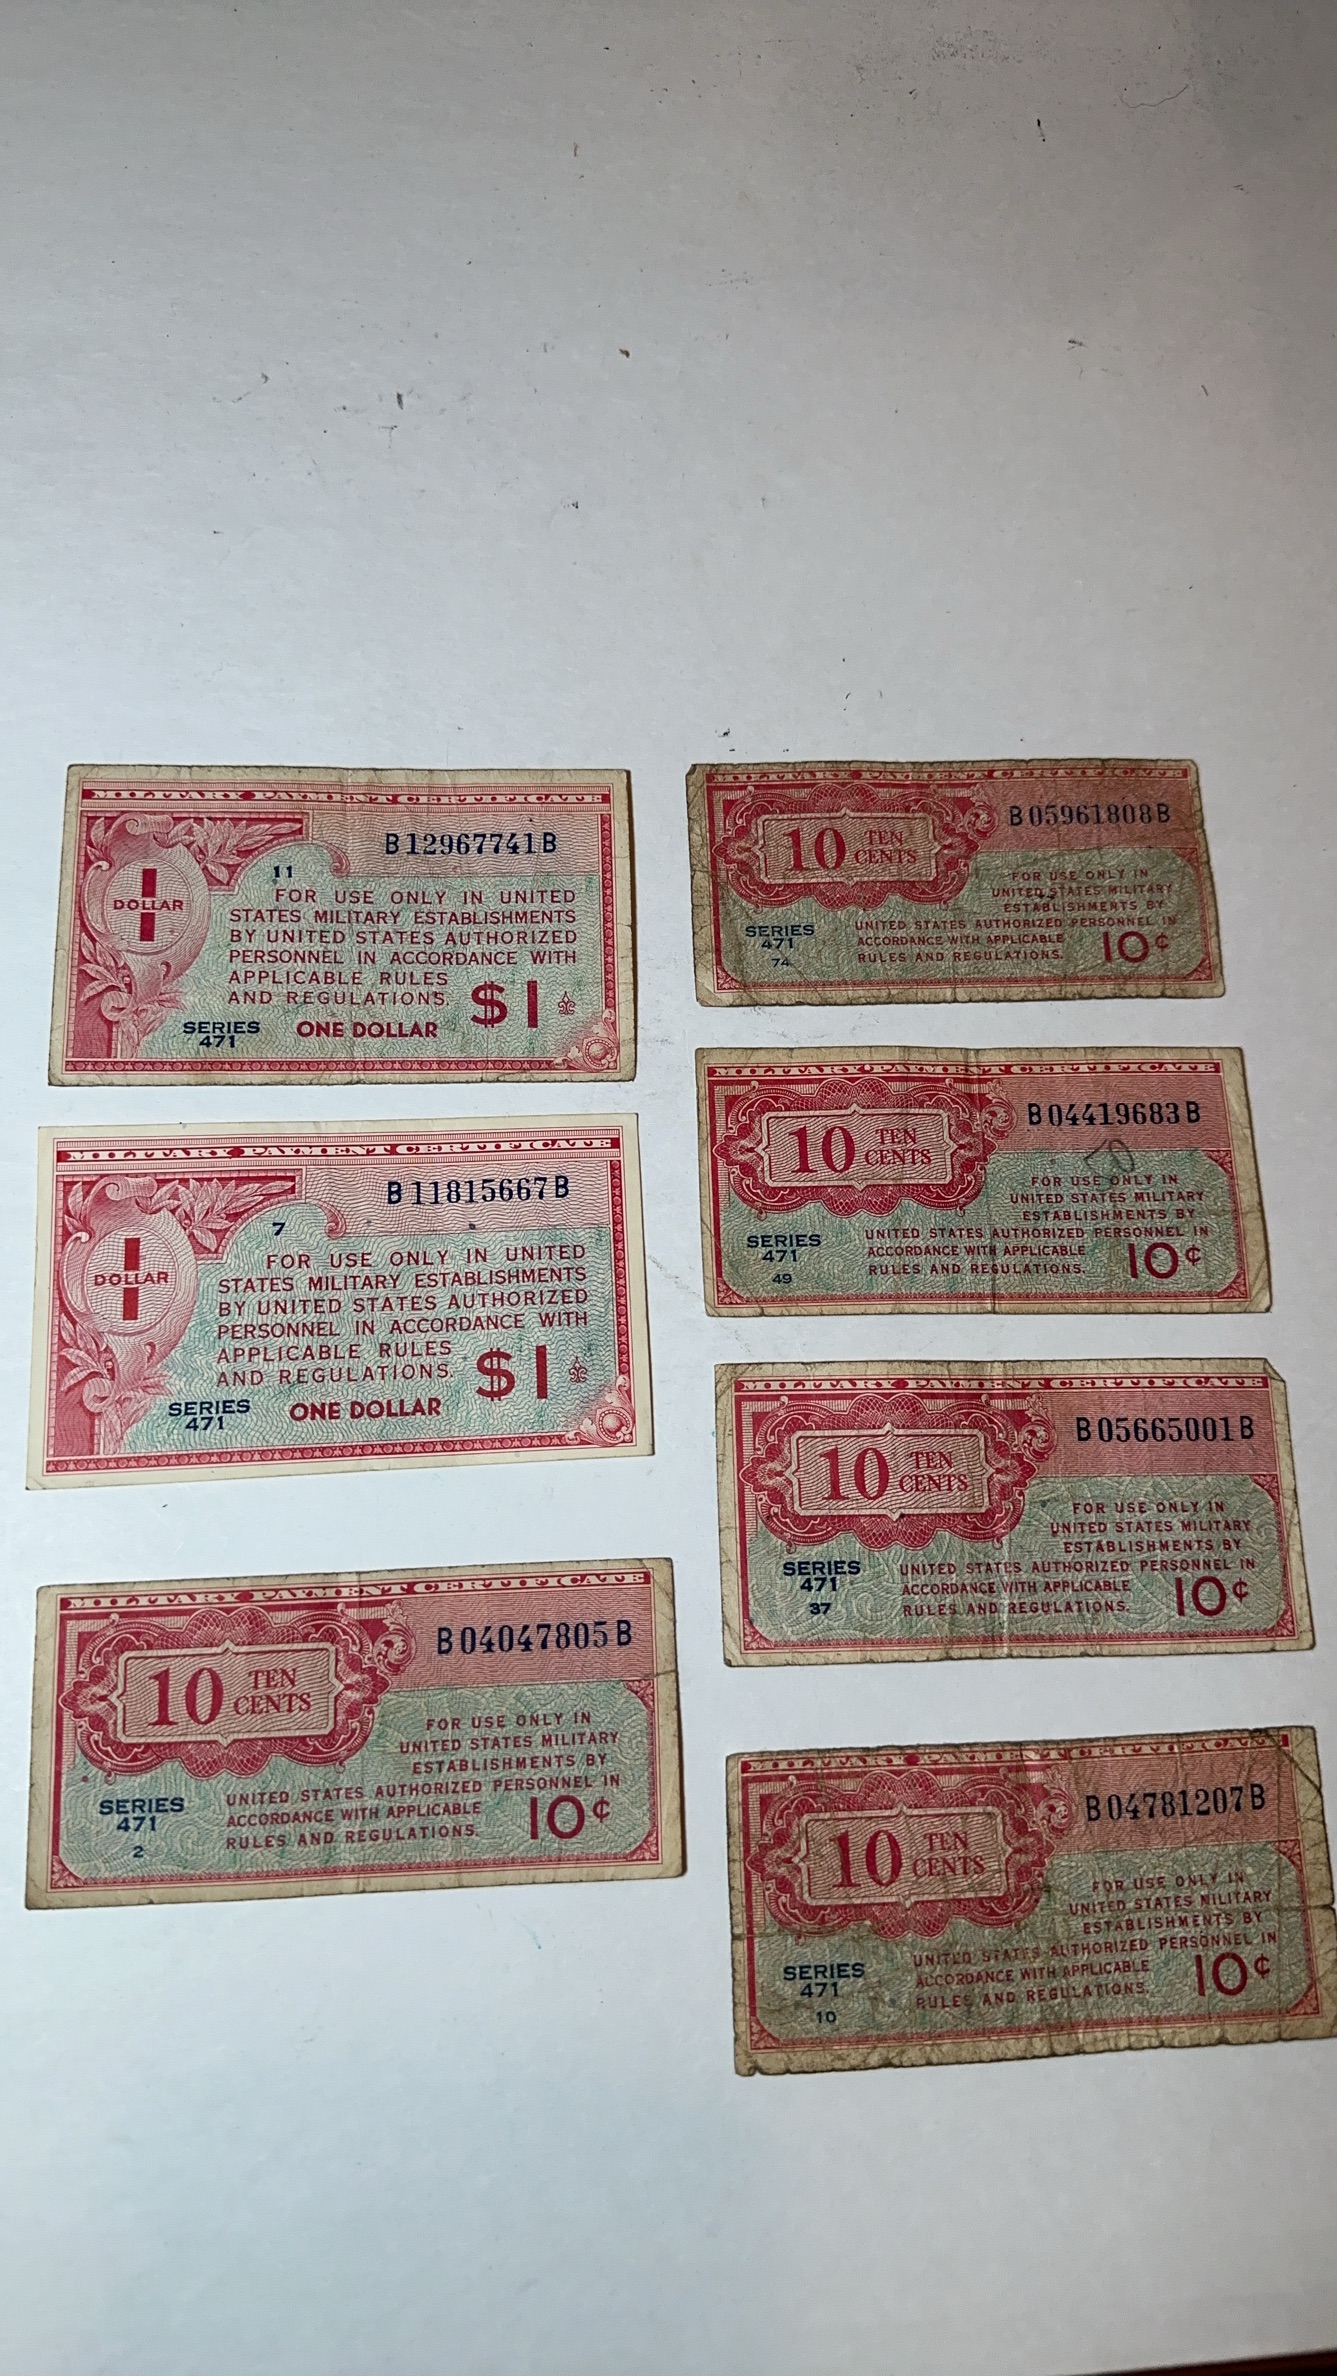 MILITARY PAYMENT CERTIFICATE
B12967741B
11
DOLLAR
FOR USE ONLY IN UNITED
STATES MILITARY ESTABLISHMENTS
BY UNITED STATES AUTHORIZED
PERSONNEL IN ACCORDANCE WITH
APPLICABLE RULES
AND REGULATIONS.
$1
SERIES
471
ONE DOLLAR
MILITARY PAYMENT CERTIFICATE
B11815667B
7
DOLLAR
FOR USE ONLY IN UNITED
STATES MILITARY ESTABLISHMENTS
BY UNITED STATES AUTHORIZED
PERSONNEL IN ACCORDANCE WITH
APPLICABLE RULES
AND REGULATIONS.
$1
SERIES
471
ONE DOLLAR
MILITARY PAYMENT CERTIFICATE
B04047805B
10 TEN
CENTS
FOR USE ONLY IN
UNITED STATES MILITARY
ESTABLISHMENTS BY
UNITED STATES AUTHORIZED PERSONNEL IN
ACCORDANCE WITH APPLICABLE
RULES AND REGULATIONS.
10¢
SERIES
471
2
MILITARY PAYMENT CERTIFICATE
B05961808B
10 TEN
CENTS
FOR USE ONLY IN
UNITED STATES MILITARY
ESTABLISHMENTS BY
UNITED STATES AUTHORIZED PERSONNEL IN
ACCORDANCE WITH APPLICABLE
RULES AND REGULATIONS.
10¢
SERIES
471
74
MILITARY PAYMENT CERTIFICATE
B04419683B
10 TEN
CENTS
FOR USE ONLY IN
UNITED STATES MILITARY
ESTABLISHMENTS BY
UNITED STATES AUTHORIZED PERSONNEL IN
ACCORDANCE WITH APPLICABLE
RULES AND REGULATIONS.
10¢
SERIES
471
49
MILITARY PAYMENT CERTIFICATE
B05665001B
10 TEN
CENTS
FOR USE ONLY IN
UNITED STATES MILITARY
ESTABLISHMENTS BY
UNITED STATES AUTHORIZED PERSONNEL IN
ACCORDANCE WITH APPLICABLE
RULES AND REGULATIONS.
10¢
SERIES
471
37
MILITARY PAYMENT CERTIFICATE
B04781207B
10 TEN
CENTS
FOR USE ONLY IN
UNITED STATES MILITARY
ESTABLISHMENTS BY
UNITED STATES AUTHORIZED PERSONNEL IN
ACCORDANCE WITH APPLICABLE
RULES AND REGULATIONS.
10¢
SERIES
471
10